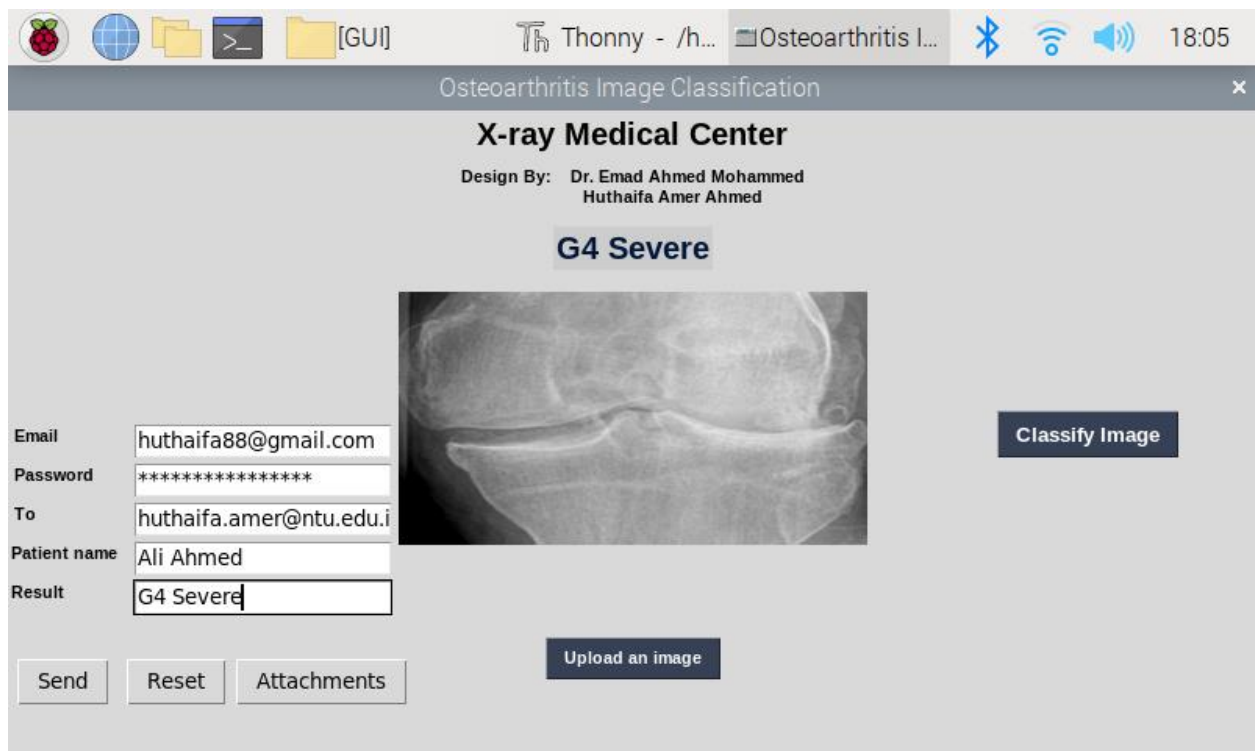 [GUI]
Thonny - /h...
Osteoarthritis I...
18:05
Osteoarthritis Image Classification
X-ray Medical Center
Design By: Dr. Emad Ahmed Mohammed
Huthaifa Amer Ahmed
G4 Severe
Email huthaifa88@gmail.com
Password ****************
To huthaifa.amer@ntu.edu.i
Patient name Ali Ahmed
Result G4 Severe
Classify Image
Upload an image
Send Reset Attachments